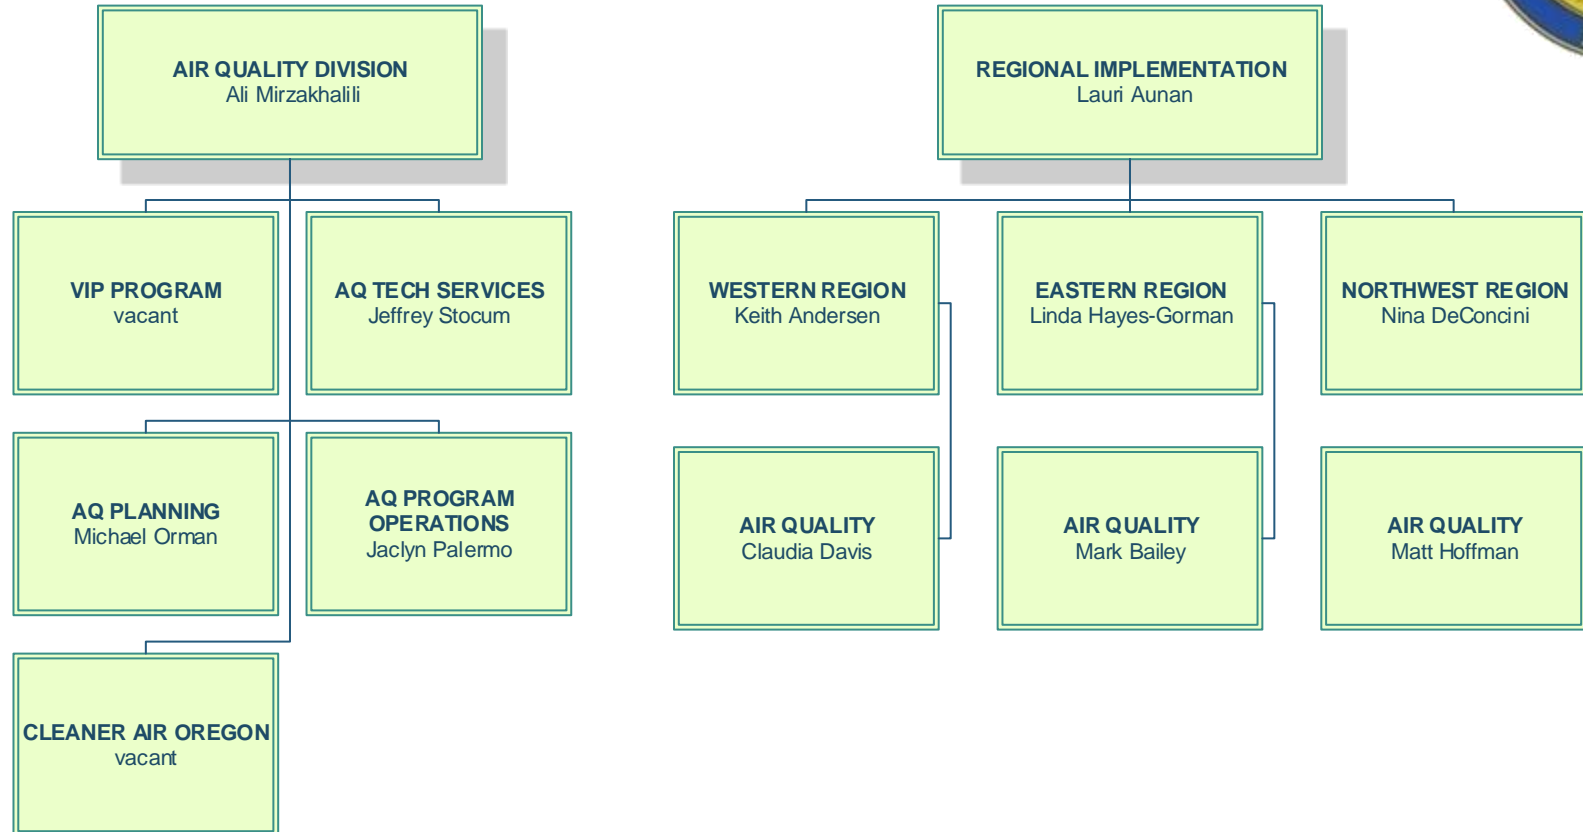 AIR QUALITY DIVISION
Ali Mirzakhalili
REGIONAL IMPLEMENTATION
Lauri Aunan
VIP PROGRAM
vacant
AQ TECH SERVICES
Jeffrey Stocum
WESTERN REGION
Keith Andersen
EASTERN REGION
Linda Hayes-Gorman
NORTHWEST REGION
Nina DeConcini
AQ PLANNING
Michael Orman
AQ PROGRAM
OPERATIONS
Jaclyn Palermo
AIR QUALITY
Claudia Davis
AIR QUALITY
Mark Bailey
AIR QUALITY
Matt Hoffman
CLEANER AIR OREGON
vacant